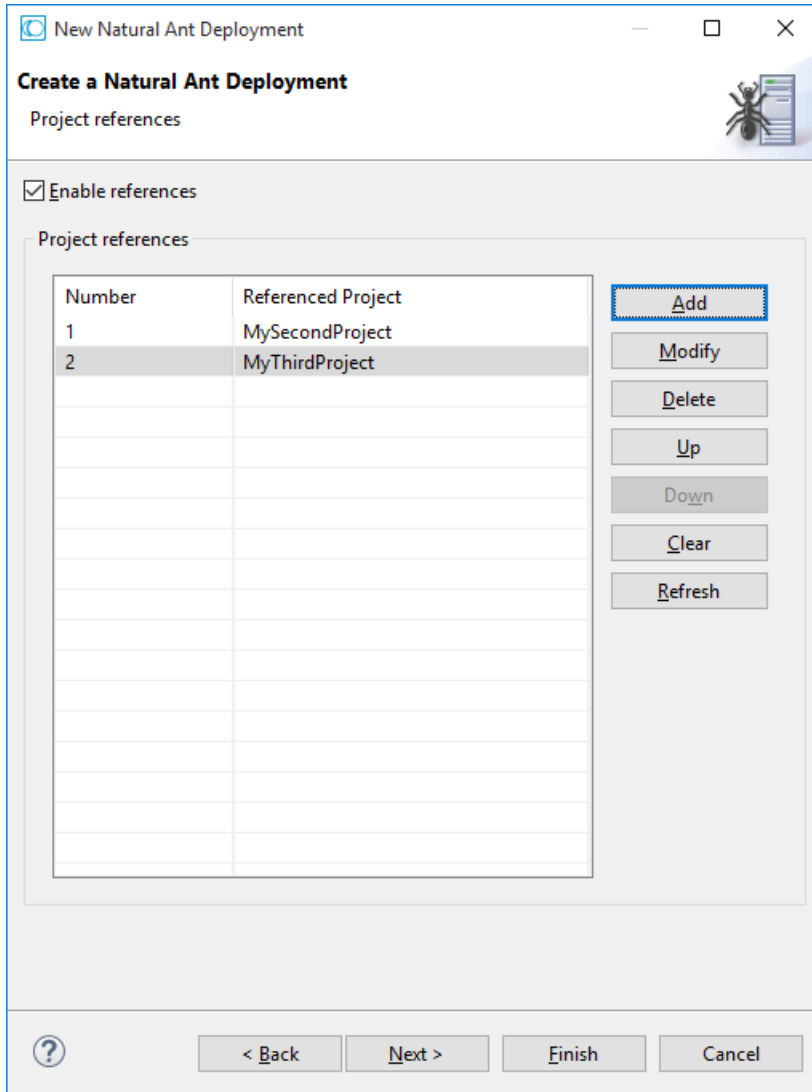 New Natural Ant Deployment
Create a Natural Ant Deployment
Project references
Enable references
Project references
Number Referenced Project
1 MySecondProject
2 MyThirdProject
Add
Modify
Delete
Up
Down
Clear
Refresh
? < Back Next > Finish Cancel